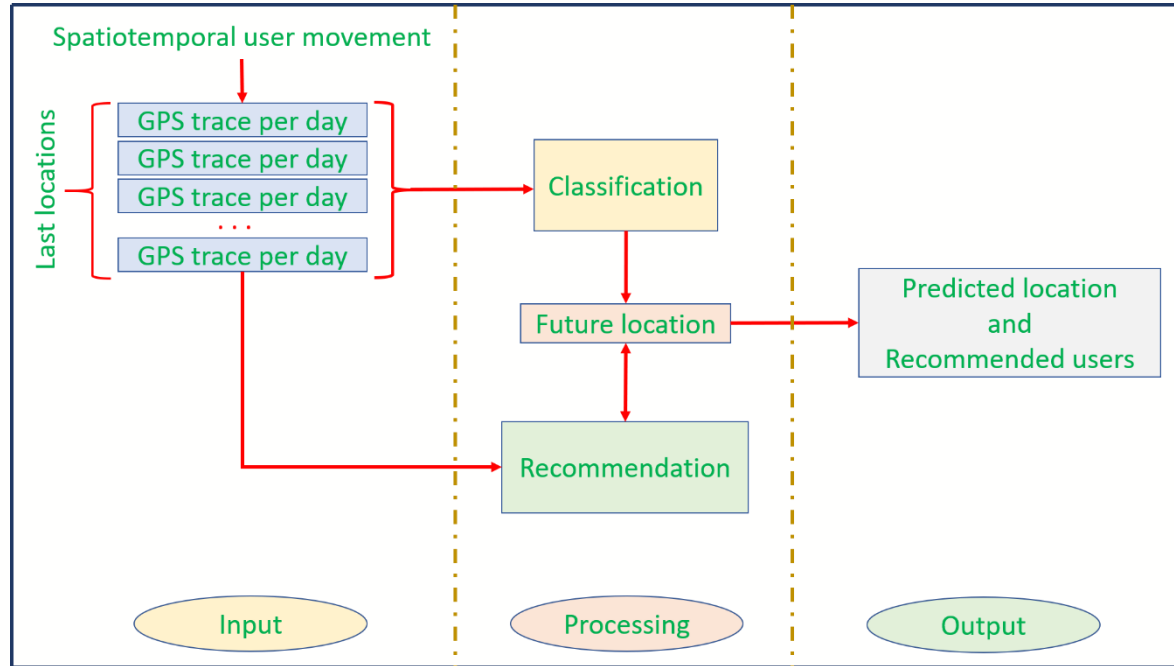 Spatiotemporal user movement
Last locations
GPS trace per day
GPS trace per day
GPS trace per day
. . .
GPS trace per day
Classification
Future location
Recommendation
Predicted location
and
Recommended users
Input
Processing
Output